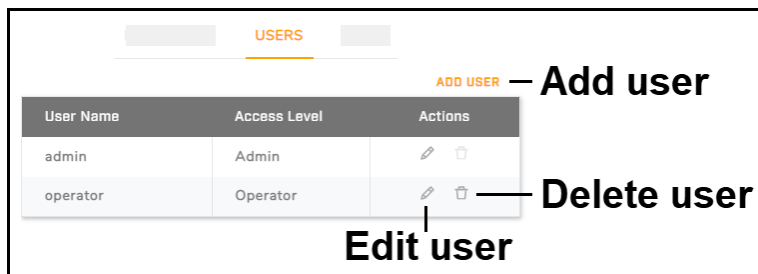 USERS
ADD USER Add user
User Name Access Level Actions
admin Admin
operator Operator
Delete user
Edit user